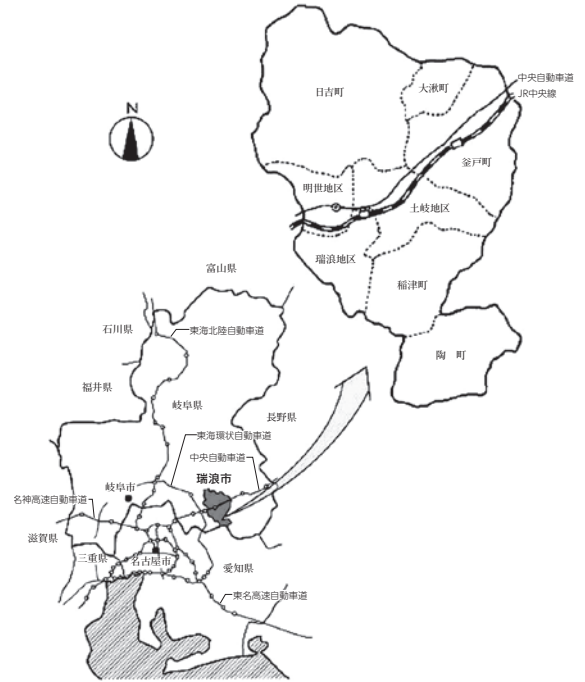 中央自動車道
JR中央線
日吉町
大湫町
釜戸町
明世地区
土岐地区
瑞浪地区
稲津町
陶 町
N
富山県
石川県
東海北陸自動車道
福井県
岐阜県
長野県
東海環状自動車道
中央自動車道
瑞浪市
岐阜市
名神高速自動車道
滋賀県
三重県
名古屋市
愛知県
東名高速自動車道